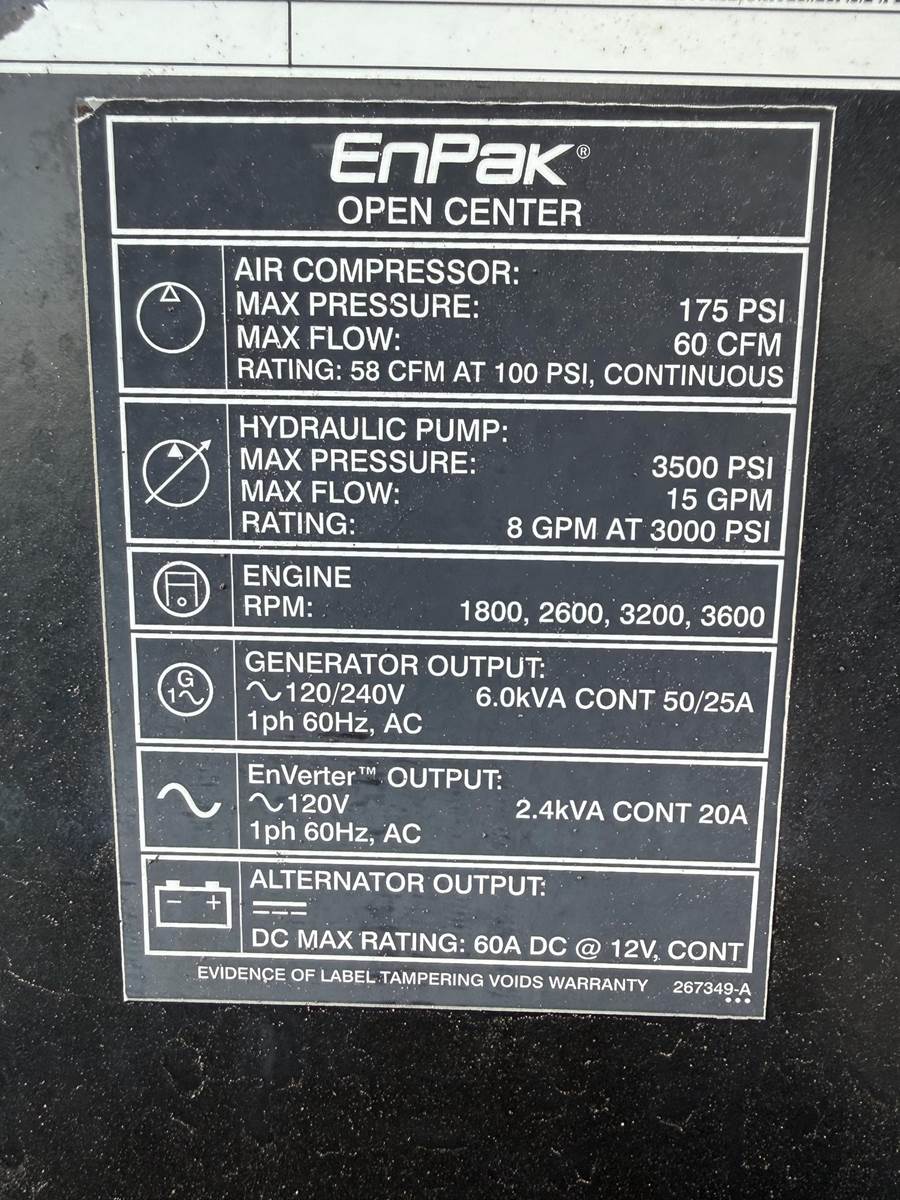 EnPak®
OPEN CENTER
AIR COMPRESSOR:
MAX PRESSURE: 175 PSI
MAX FLOW: 60 CFM
RATING: 58 CFM AT 100 PSI, CONTINUOUS
HYDRAULIC PUMP:
MAX PRESSURE: 3500 PSI
MAX FLOW: 15 GPM
RATING: 8 GPM AT 3000 PSI
ENGINE
RPM: 1800, 2600, 3200, 3600
G
1
GENERATOR OUTPUT:
120/240V 6.0kVA CONT 50/25A
1ph 60Hz, AC
EnVerter™ OUTPUT:
120V 2.4kVA CONT 20A
1ph 60Hz, AC
- +
ALTERNATOR OUTPUT:
DC MAX RATING: 60A DC @ 12V, CONT
EVIDENCE OF LABEL TAMPERING VOIDS WARRANTY 267349-A